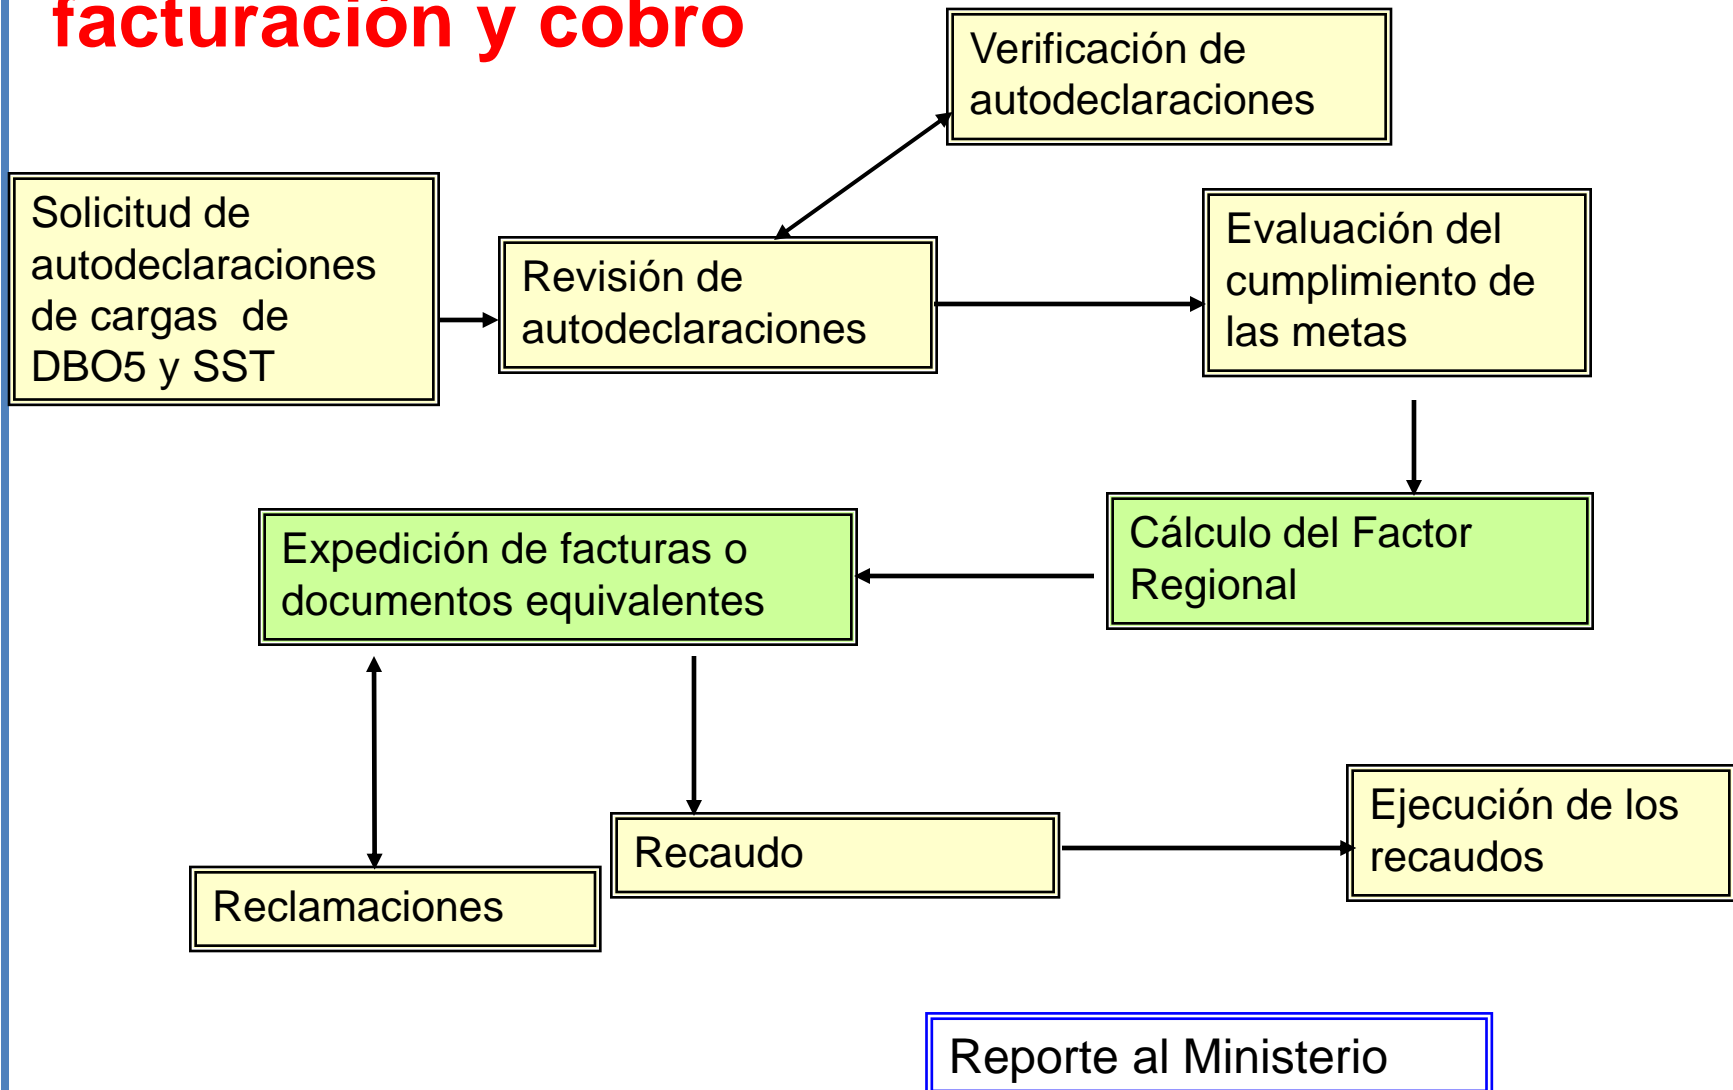 facturación y cobro
Verificación de
autodeclaraciones
Solicitud de
autodeclaraciones
de cargas  de
DBO5 y SST
Revisión de
autodeclaraciones
Evaluación del
cumplimiento de
las metas
Cálculo del Factor
Regional
Expedición de facturas o
documentos equivalentes
Recaudo
Reclamaciones
Ejecución de los
recaudos
Reporte al Ministerio